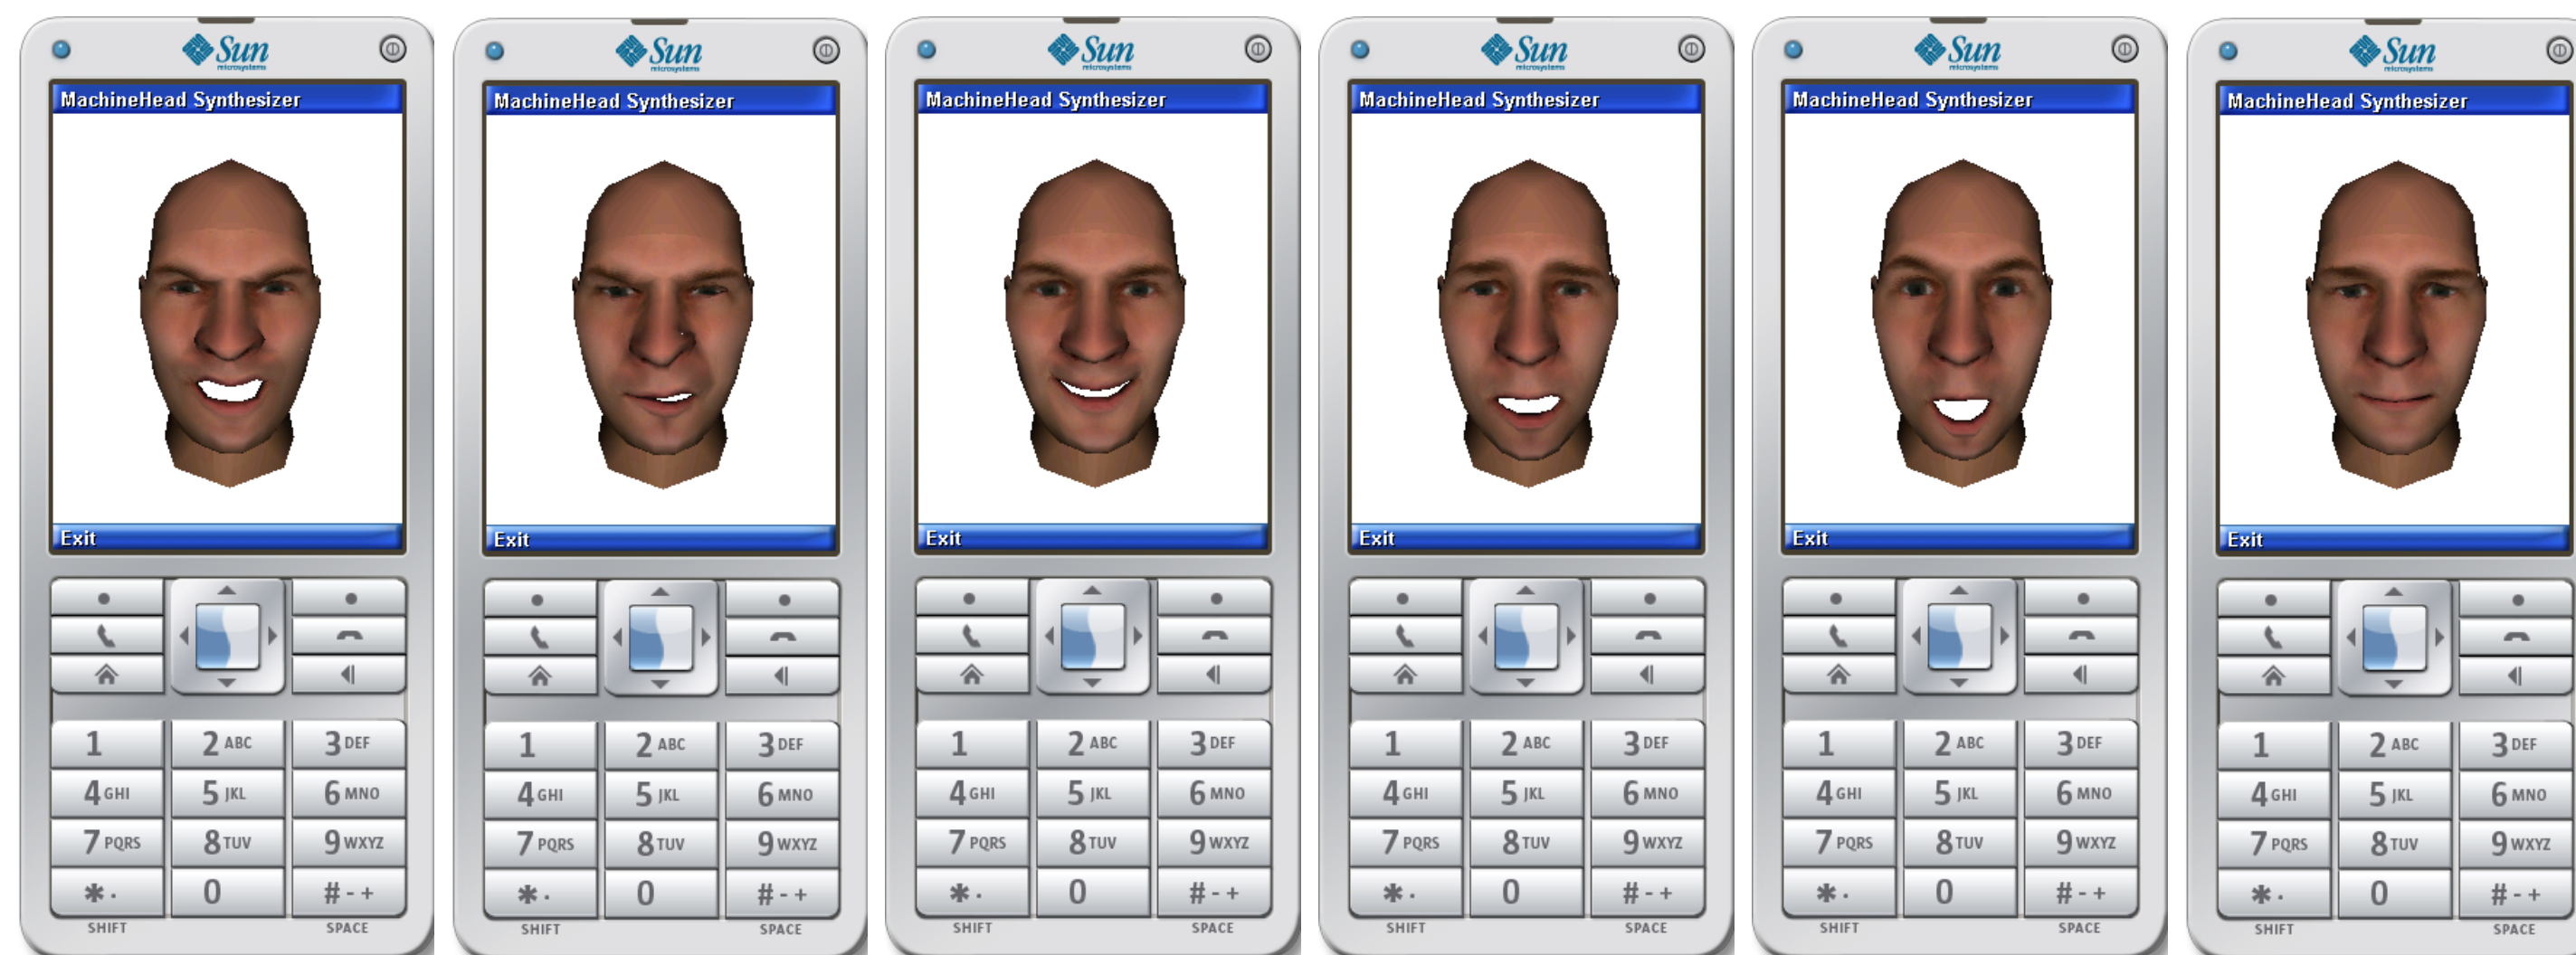 Sun Sun Sun Sun Sun Sun
microsystems microsystems microsystems microsystems microsystems microsystems
MachineHead Synthesizer MachineHead Synthesizer MachineHead Synthesizer MachineHead Synthesizer MachineHead Synthesizer MachineHead Synthesizer
Exit Exit Exit Exit Exit Exit
1 2 ABC 3 DEF 1 2 ABC 3 DEF 1 2 ABC 3 DEF 1 2 ABC 3 DEF 1 2 ABC 3 DEF 1 2 ABC 3 DEF
4 GHI 5 JKL 6 MNO 4 GHI 5 JKL 6 MNO 4 GHI 5 JKL 6 MNO 4 GHI 5 JKL 6 MNO 4 GHI 5 JKL 6 MNO 4 GHI 5 JKL 6 MNO
7 PQRS 8 TUV 9 WXYZ 7 PQRS 8 TUV 9 WXYZ 7 PQRS 8 TUV 9 WXYZ 7 PQRS 8 TUV 9 WXYZ 7 PQRS 8 TUV 9 WXYZ 7 PQRS 8 TUV 9 WXYZ
* . 0 # - + * . 0 # - + * . 0 # - + * . 0 # - + * . 0 # - + * . 0 # - +
SHIFT SPACE SHIFT SPACE SHIFT SPACE SHIFT SPACE SHIFT SPACE SHIFT SPACE